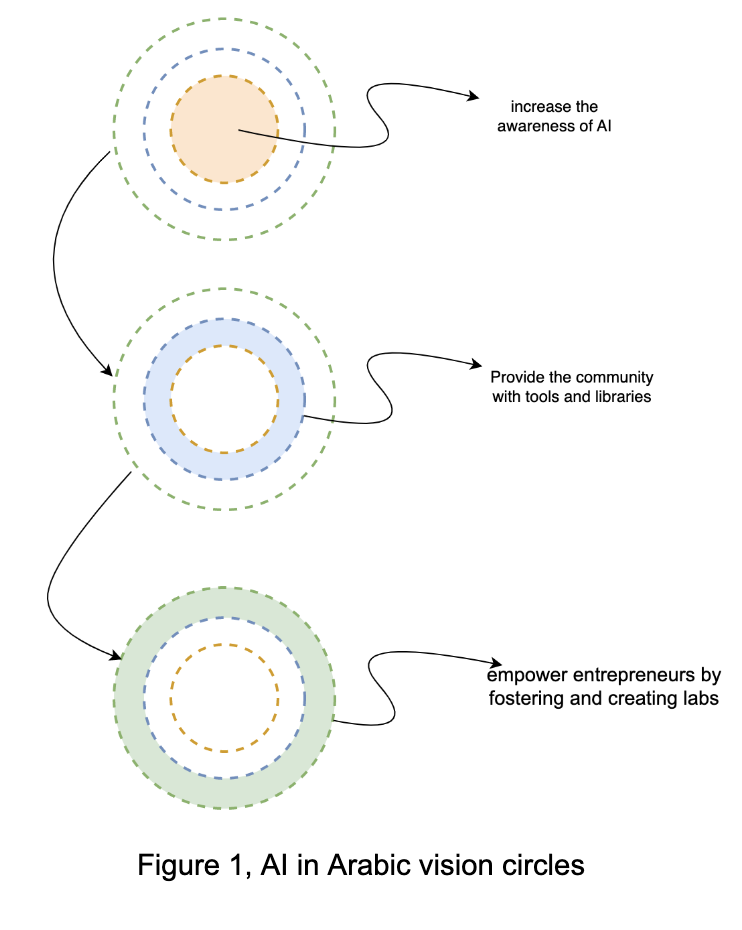 increase the
awareness of AI
Provide the community
with tools and libraries
empower entrepreneurs by
fostering and creating labs
Figure 1, AI in Arabic vision circles